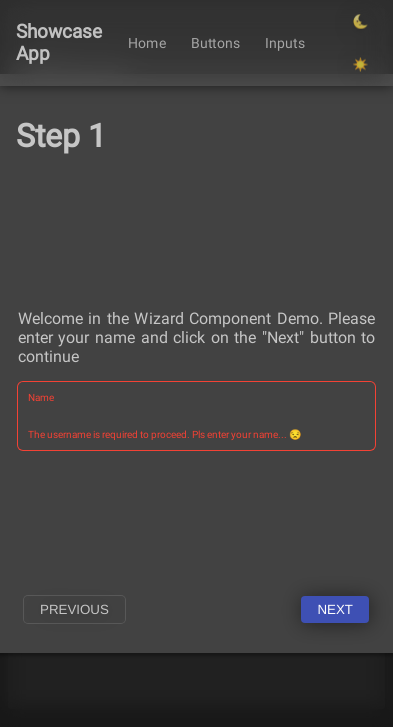 Showcase
App
Home
Buttons
Inputs
Step 1
Welcome in the Wizard Component Demo. Please
enter your name and click on the "Next" button to
continue
Name
The username is required to proceed. Pls enter your name... 😒
PREVIOUS
NEXT